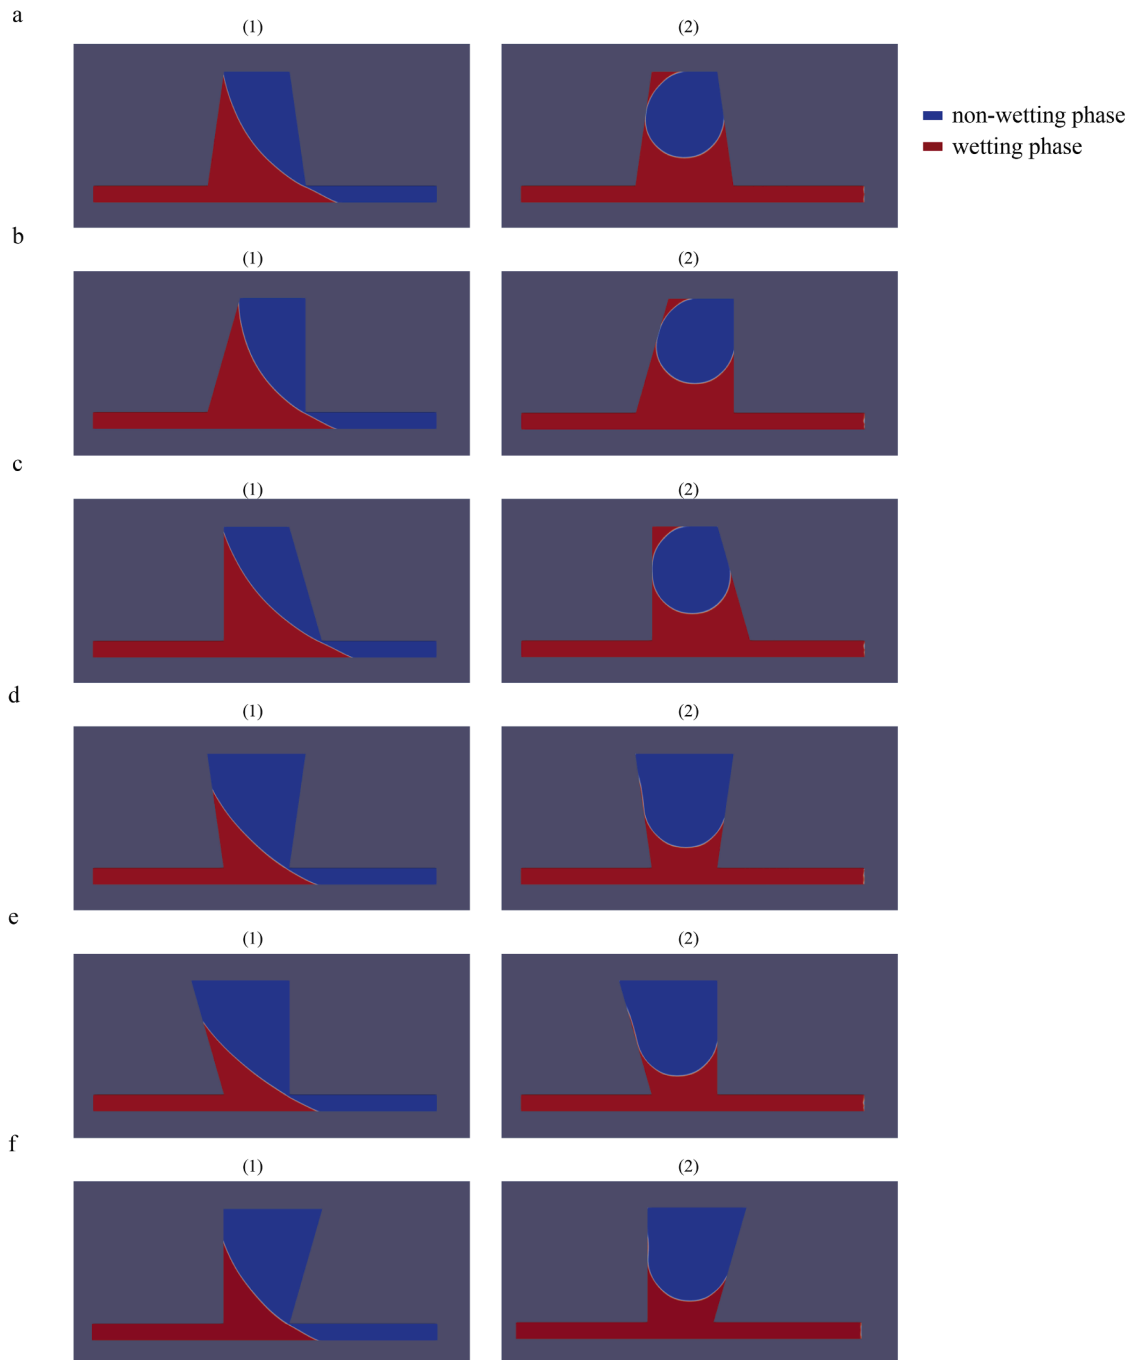 a
(1) (2)
non-wetting phase
wetting phase
b
(1) (2)
c
(1) (2)
d
(1) (2)
e
(1) (2)
f
(1) (2)